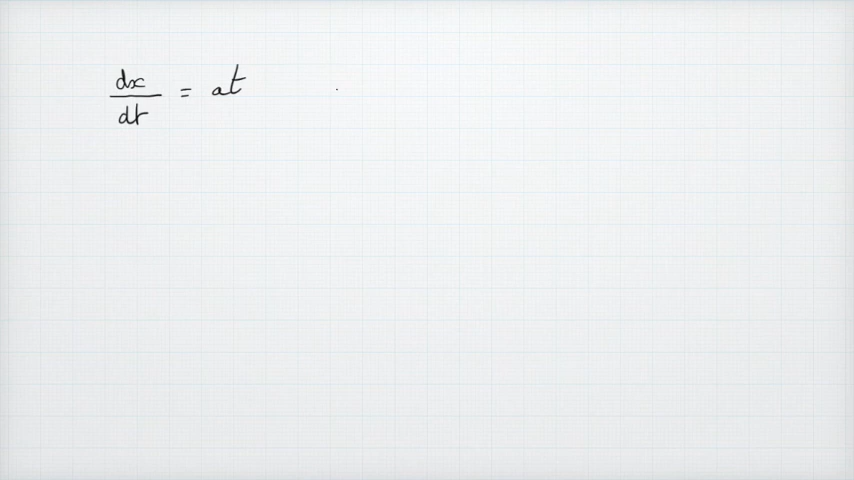 dx/dt = at